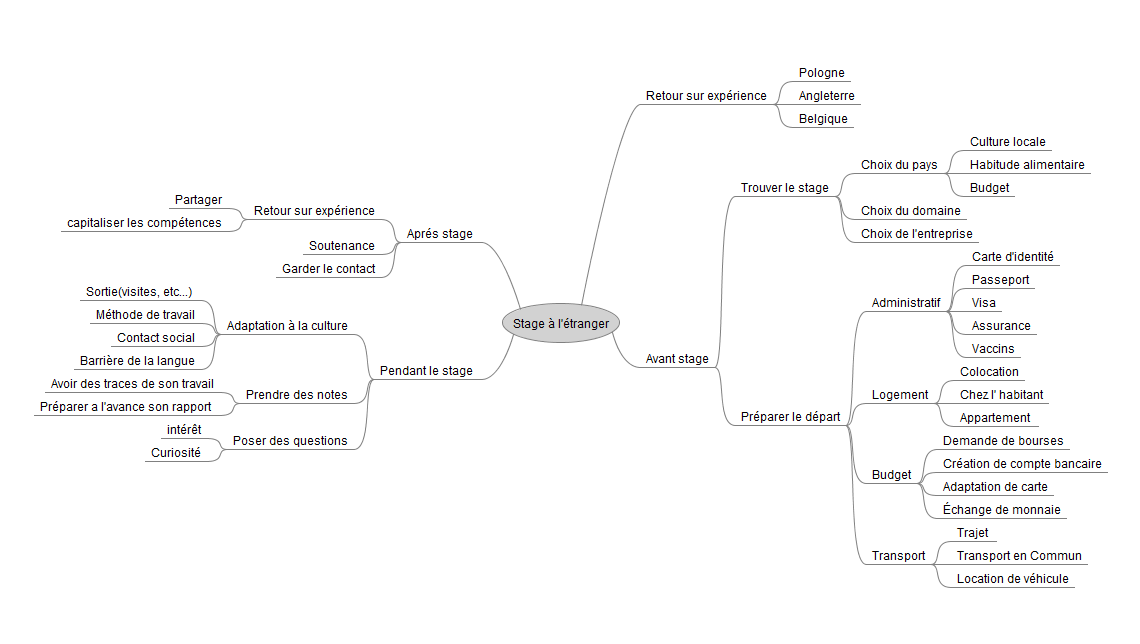 Stage à l'étranger
Retour sur expérience
Pologne
Angleterre
Belgique
Avant stage
Trouver le stage
Choix du pays
Culture locale
Habitude alimentaire
Budget
Choix du domaine
Choix de l'entreprise
Préparer le départ
Administratif
Carte d'identité
Passeport
Visa
Assurance
Vaccins
Logement
Colocation
Chez l' habitant
Appartement
Budget
Demande de bourses
Création de compte bancaire
Adaptation de carte
Échange de monnaie
Transport
Trajet
Transport en Commun
Location de véhicule
Aprés stage
Retour sur expérience
Partager
capitaliser les compétences
Soutenance
Garder le contact
Pendant le stage
Adaptation à la culture
Sortie(visites, etc...)
Méthode de travail
Contact social
Barrière de la langue
Prendre des notes
Avoir des traces de son travail
Préparer a l'avance son rapport
Poser des questions
intérêt
Curiosité